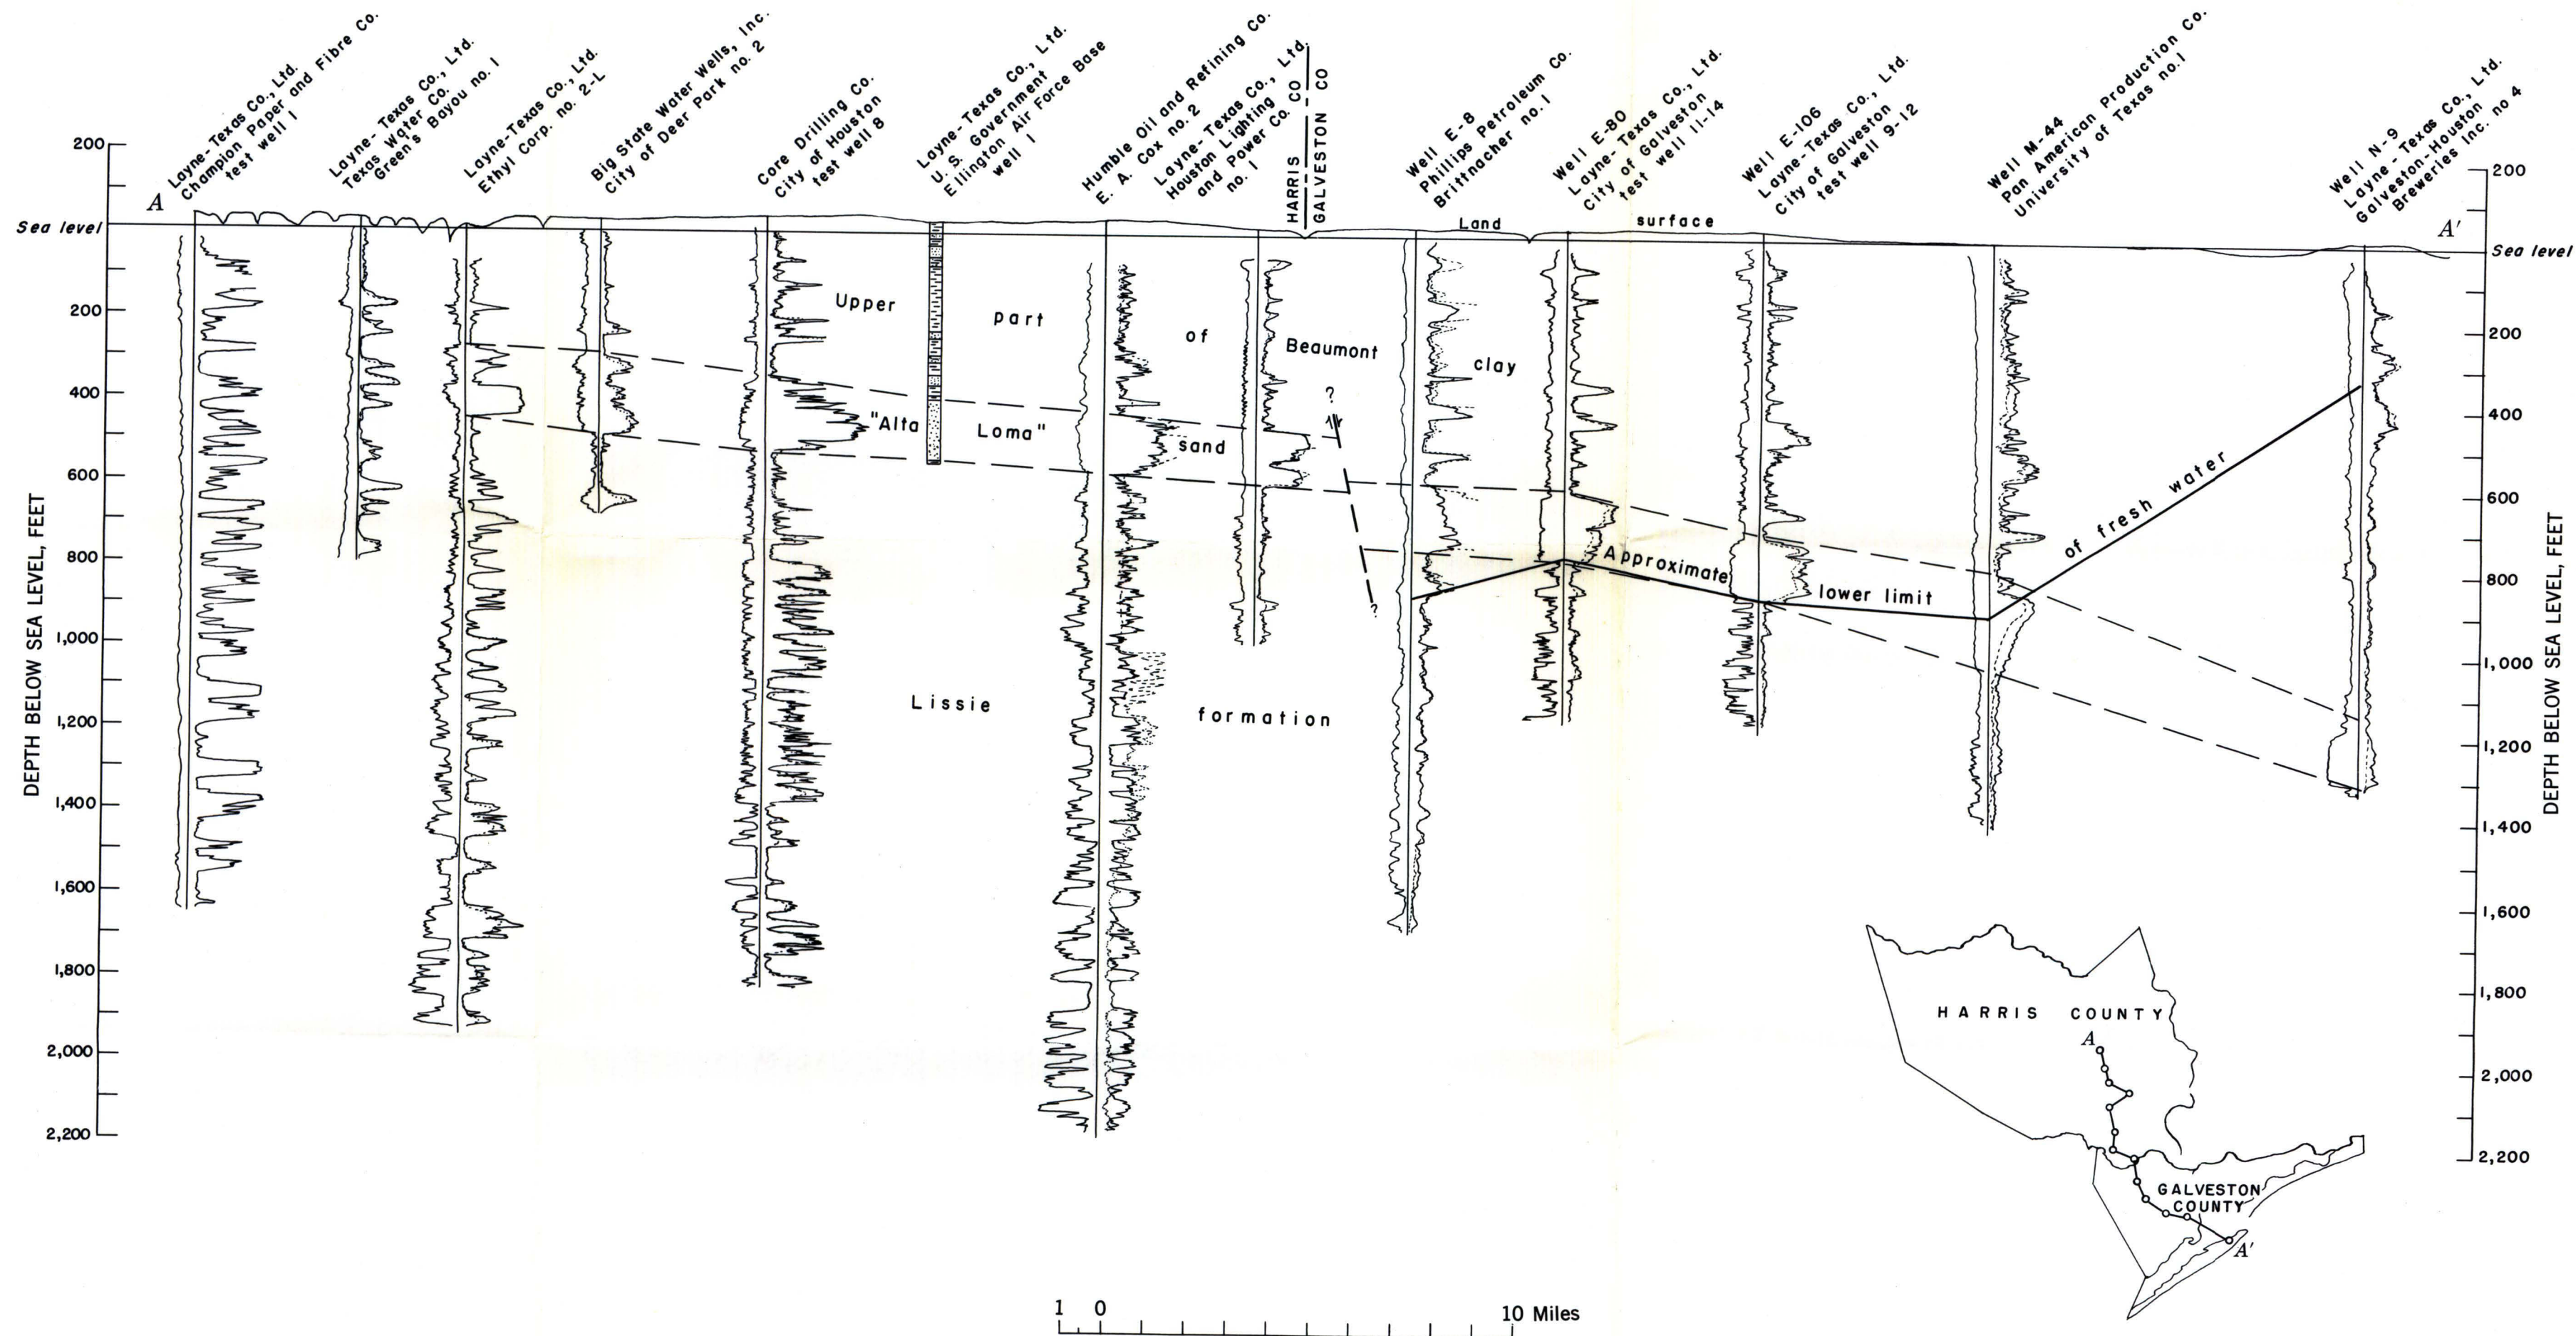 Layne-Texas Co., Ltd.
Champion Paper and Fibre Co.
test well 1
Layne-Texas Co., Ltd.
Texas Water Co.
Green's Bayou no. 1
Layne-Texas Co., Ltd.
Ethyl Corp. no. 2-L
Big State Water Wells, Inc.
City of Deer Park no. 2
Core Drilling Co.
City of Houston
test well 8
Layne-Texas Co., Ltd.
U. S. Government
Ellington Air Force Base
well 1
Humble Oil and Refining Co.
E. A. Cox no. 2
Layne-Texas Co., Ltd.
Houston Lighting
and Power Co.
no. 1
HARRIS CO
GALVESTON CO
Well E-8
Phillips Petroleum Co.
Brittnacher no. 1
Well E-80
Layne-Texas Co., Ltd.
City of Galveston
test well 11-14
Well E-106
Layne-Texas Co., Ltd.
City of Galveston
test well 9-12
Well M-44
Pan American Production Co.
University of Texas no. 1
Well N-9
Layne-Texas Co., Ltd.
Galveston-Houston
Breweries Inc. no 4
A
A'
200
Sea level
200
400
600
800
1,000
1,200
1,400
1,600
1,800
2,000
2,200
DEPTH BELOW SEA LEVEL, FEET
Land surface
Upper part of Beaumont clay
"Alta Loma" sand
?
?
Approximate lower limit of fresh water
Lissie formation
200
Sea level
200
400
600
800
1,000
1,200
1,400
1,600
1,800
2,000
2,200
DEPTH BELOW SEA LEVEL, FEET
HARRIS COUNTY
A
GALVESTON
COUNTY
A'
1 0 10 Miles